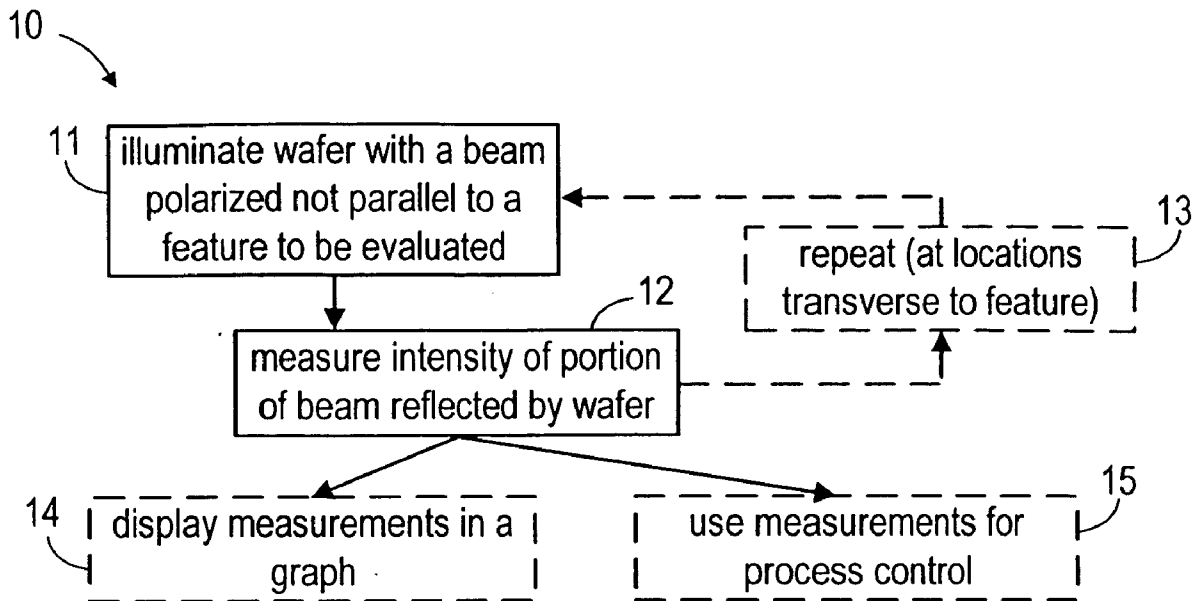 10
11
illuminate wafer with a beam
polarized not parallel to a
feature to be evaluated
13
repeat (at locations
transverse to feature)
12
measure intensity of portion
of beam reflected by wafer
14
display measurements in a
graph
15
use measurements for
process control